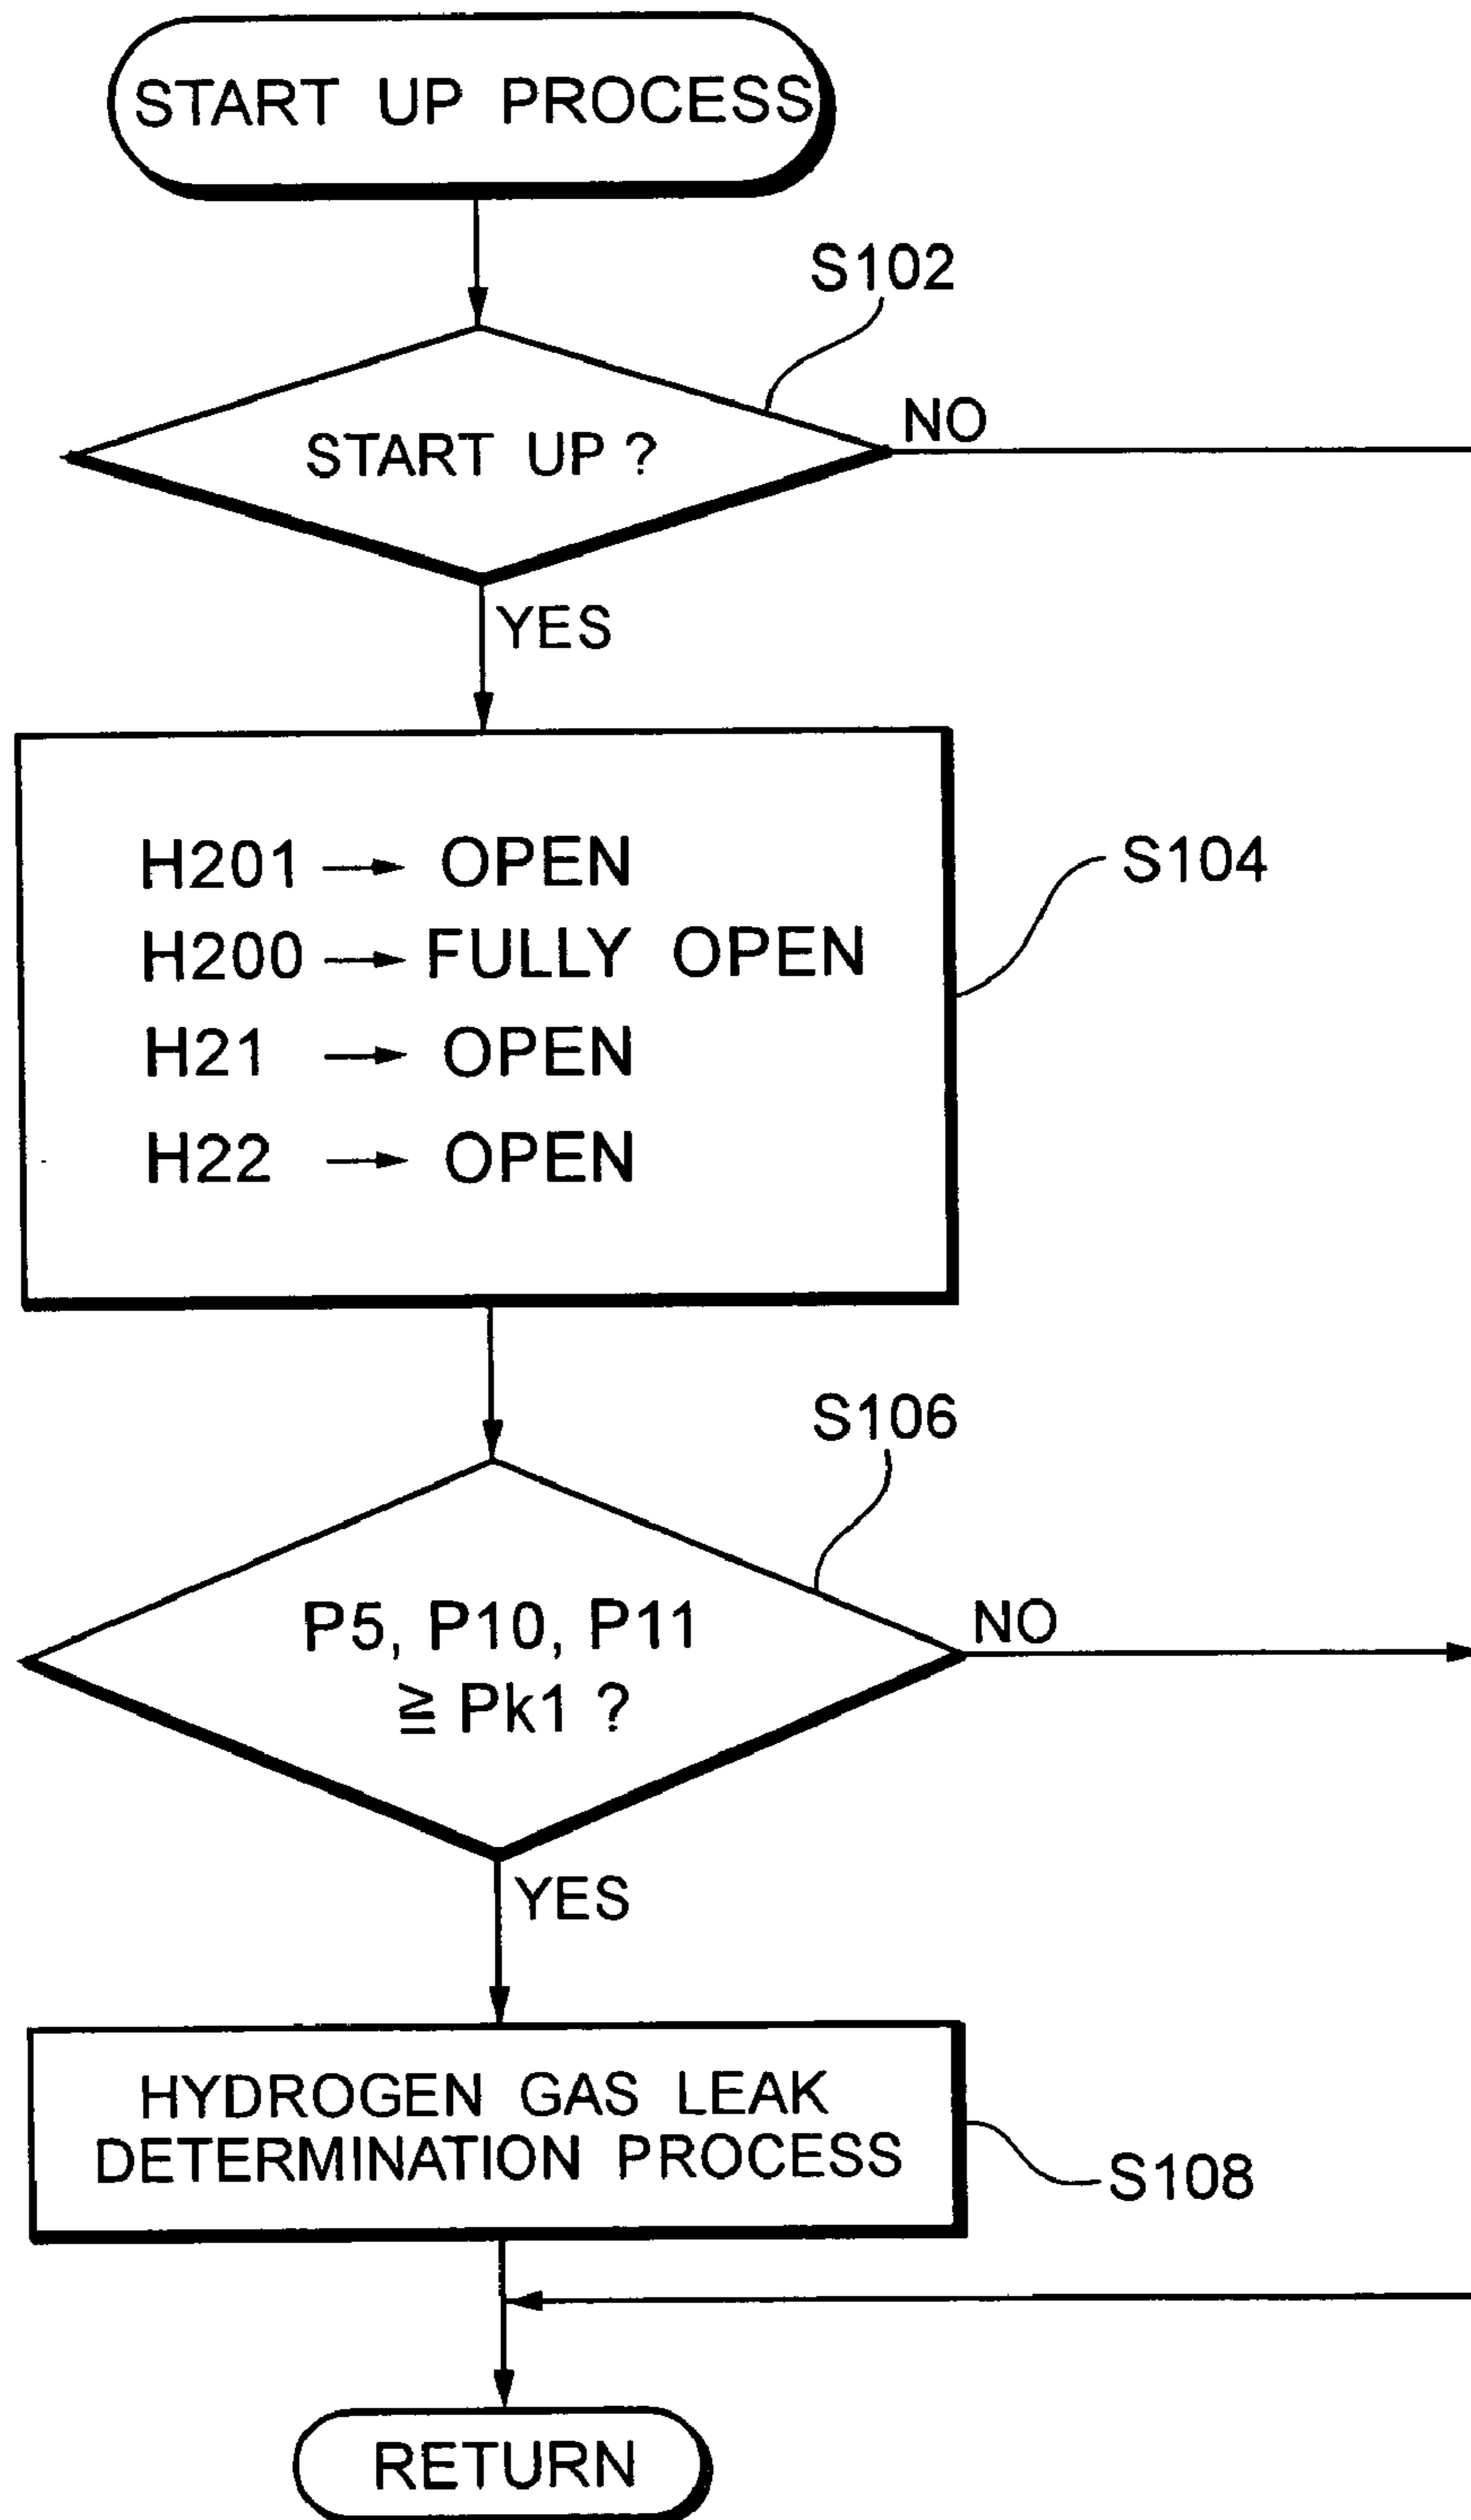 START UP PROCESS
S102
START UP ?
NO
YES
H201 → OPEN
H200 → FULLY OPEN
H21 → OPEN
H22 → OPEN
S104
S106
P5, P10, P11
≧ Pk1 ?
NO
YES
HYDROGEN GAS LEAK
DETERMINATION PROCESS
S108
RETURN